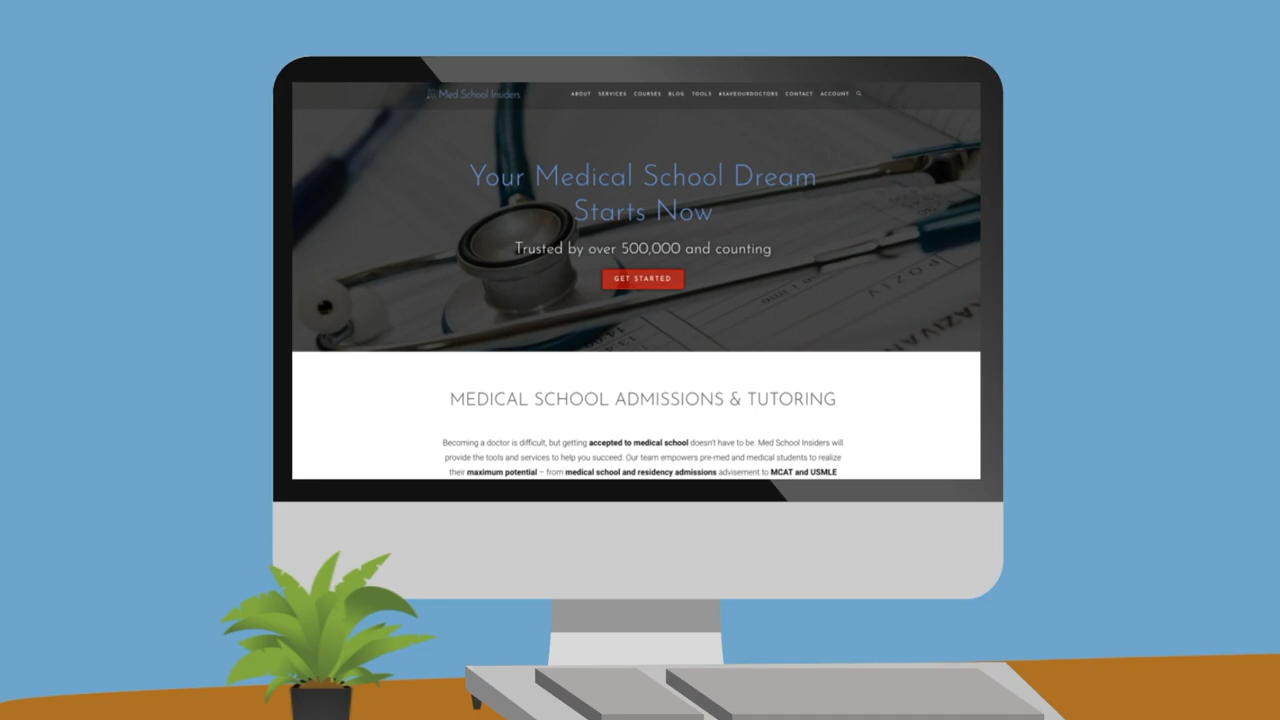 Med School Insiders
ABOUT SERVICES COURSES BLOG TOOLS #SAVEOURDOCTORS CONTACT ACCOUNT
Your Medical School Dream
Starts Now
Trusted by over 500,000 and counting
GET STARTED
MEDICAL SCHOOL ADMISSIONS & TUTORING
Becoming a doctor is difficult, but getting accepted to medical school doesn't have to be. Med School Insiders will
provide the tools and services to help you succeed. Our team empowers pre-med and medical students to realize
their maximum potential – from medical school and residency admissions advisement to MCAT and USMLE